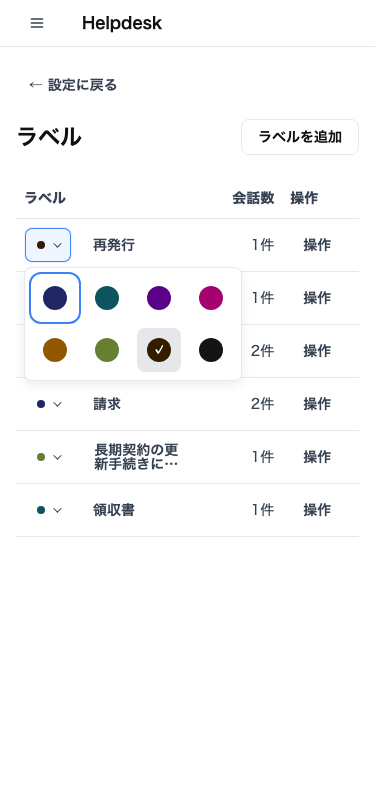 Helpdesk
← 設定に戻る
ラベル
ラベルを追加
ラベル 会話数 操作
再発行 1件 操作
1件 操作
2件 操作
請求 2件 操作
長期契約の更
新手続きに… 1件 操作
領収書 1件 操作